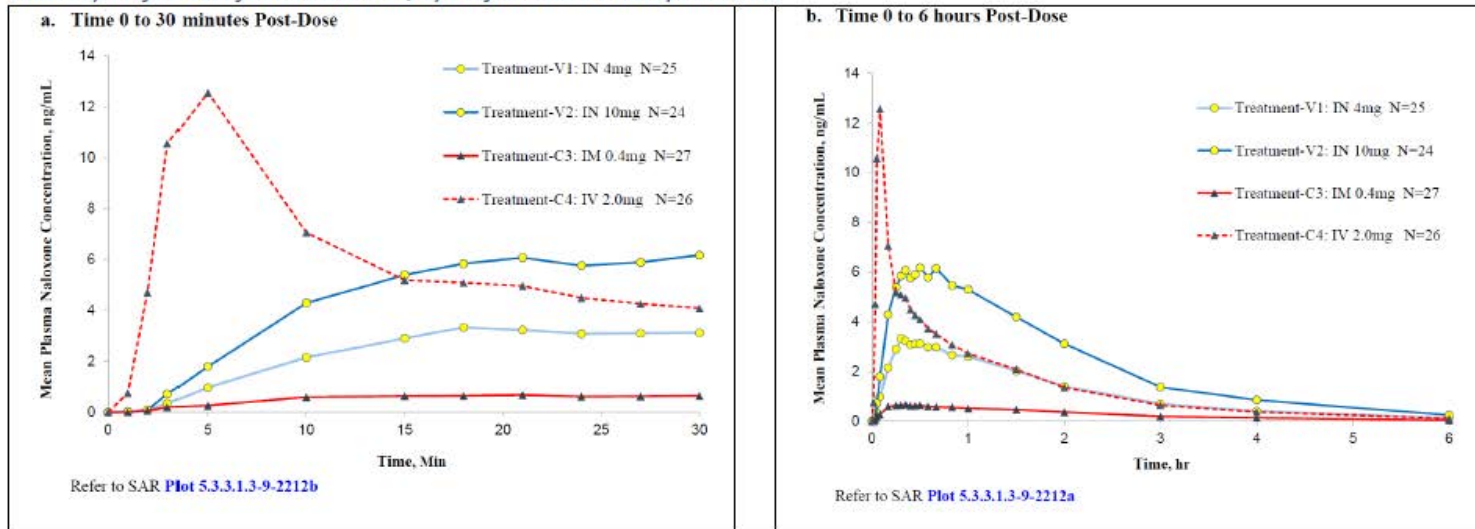 a. Time 0 to 30 minutes Post-Dose
Mean Plasma Naloxone Concentration, ng/mL
14
12
10
8
6
4
2
0
Treatment-V1: IN 4mg N=25
Treatment-V2: IN 10mg N=24
Treatment-C3: IM 0.4mg N=27
Treatment-C4: IV 2.0mg N=26
0 5 10 15 20 25 30
Time, Min
Refer to SAR Plot 5.3.3.1.3-9-2212b
b. Time 0 to 6 hours Post-Dose
Mean Plasma Naloxone Concentration, ng/mL
14
12
10
8
6
4
2
0
Treatment-V1: IN 4mg N=25
Treatment-V2: IN 10mg N=24
Treatment-C3: IM 0.4mg N=27
Treatment-C4: IV 2.0mg N=26
0 1 2 3 4 5 6
Time, hr
Refer to SAR Plot 5.3.3.1.3-9-2212a